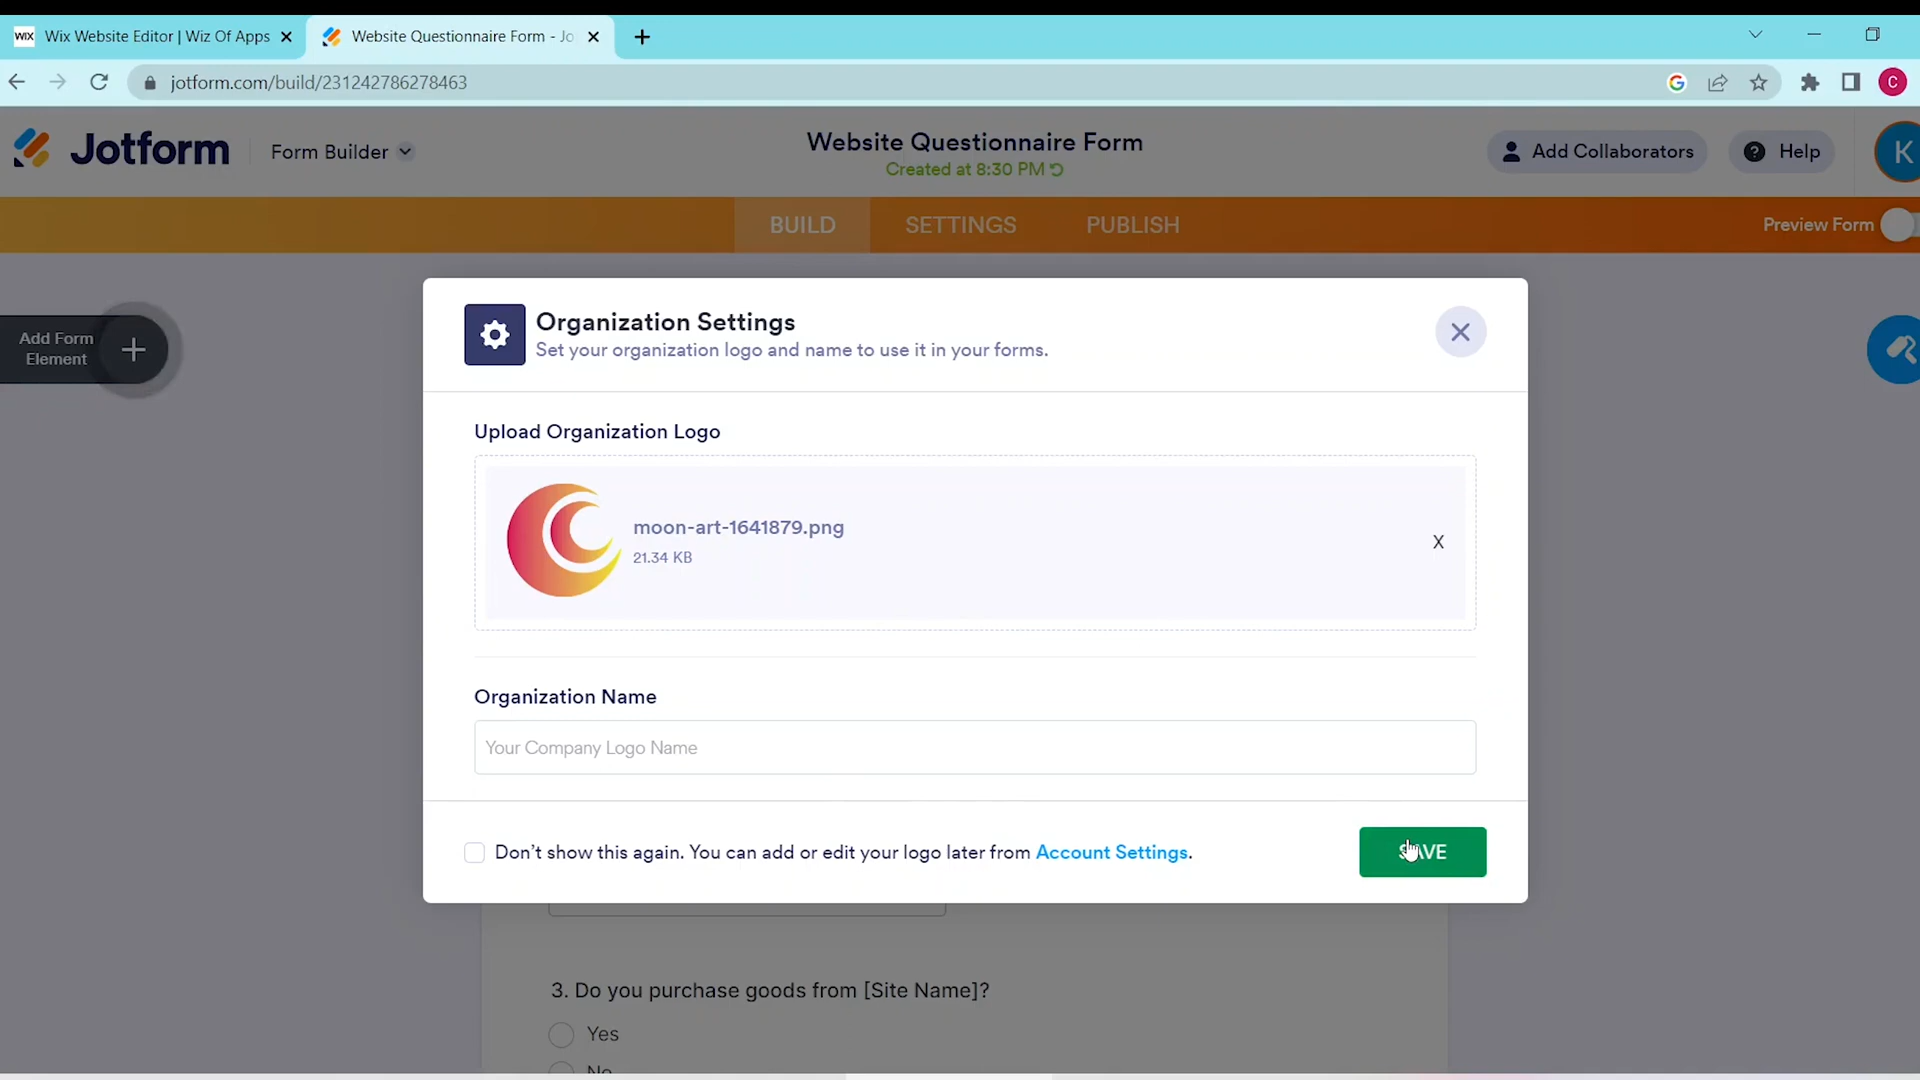 WIX Wix Website Editor | Wiz Of Apps
Website Questionnaire Form - Jo
jotform.com/build/231242786278463
G
C
Jotform
Form Builder
Website Questionnaire Form
Created at 8:30 PM
Add Collaborators
? Help
K
BUILD
SETTINGS
PUBLISH
Preview Form
Add Form
Element
Organization Settings
Set your organization logo and name to use it in your forms.
Upload Organization Logo
moon-art-1641879.png
21.34 KB
X
Organization Name
Your Company Logo Name
Don't show this again. You can add or edit your logo later from Account Settings.
SAVE
3. Do you purchase goods from [Site Name]?
Yes
No